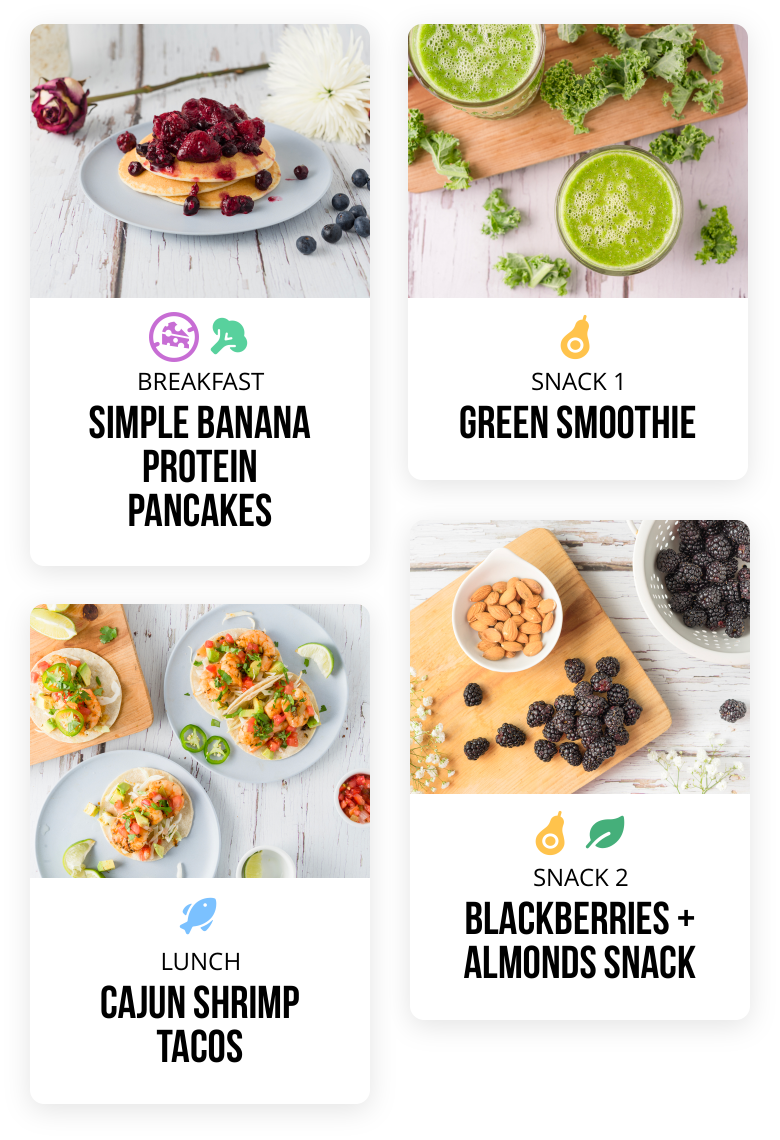 BREAKFAST
SIMPLE BANANA
PROTEIN
PANCAKES
SNACK 1
GREEN SMOOTHIE
LUNCH
CAJUN SHRIMP
TACOS
SNACK 2
BLACKBERRIES +
ALMONDS SNACK